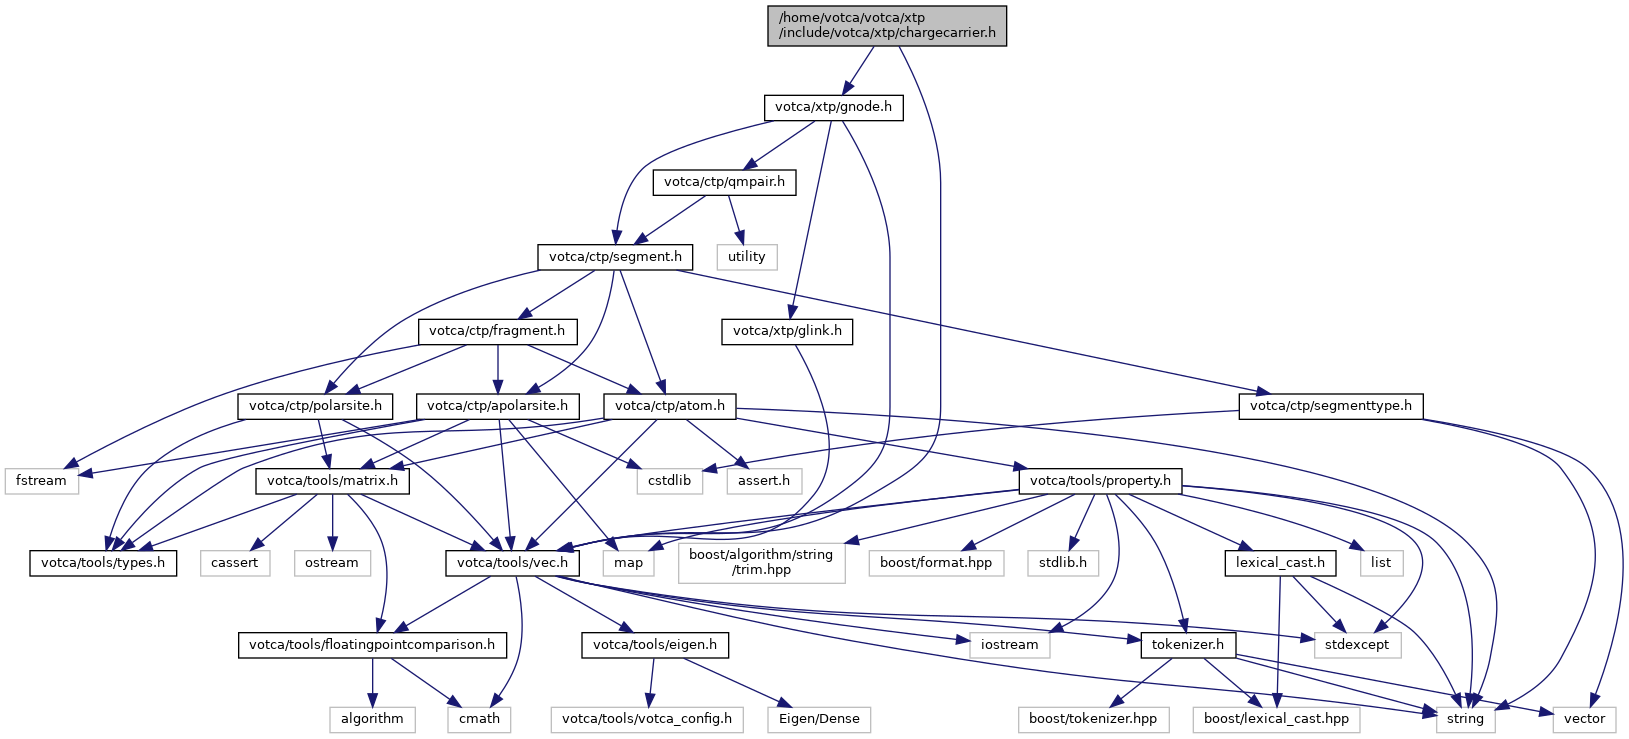 /home/votca/votca/xtp
/include/votca/xtp/chargecarrier.h
votca/xtp/gnode.h
votca/ctp/qmpair.h
votca/ctp/segment.h
utility
votca/ctp/fragment.h
votca/xtp/glink.h
votca/ctp/polarsite.h
votca/ctp/apolarsite.h
votca/ctp/atom.h
votca/ctp/segmenttype.h
fstream
votca/tools/matrix.h
cstdlib
assert.h
votca/tools/property.h
votca/tools/types.h
cassert
ostream
votca/tools/vec.h
map
boost/algorithm/string
/trim.hpp
boost/format.hpp
stdlib.h
lexical_cast.h
list
votca/tools/floatingpointcomparison.h
votca/tools/eigen.h
iostream
tokenizer.h
stdexcept
algorithm
cmath
votca/tools/votca_config.h
Eigen/Dense
boost/tokenizer.hpp
boost/lexical_cast.hpp
string
vector